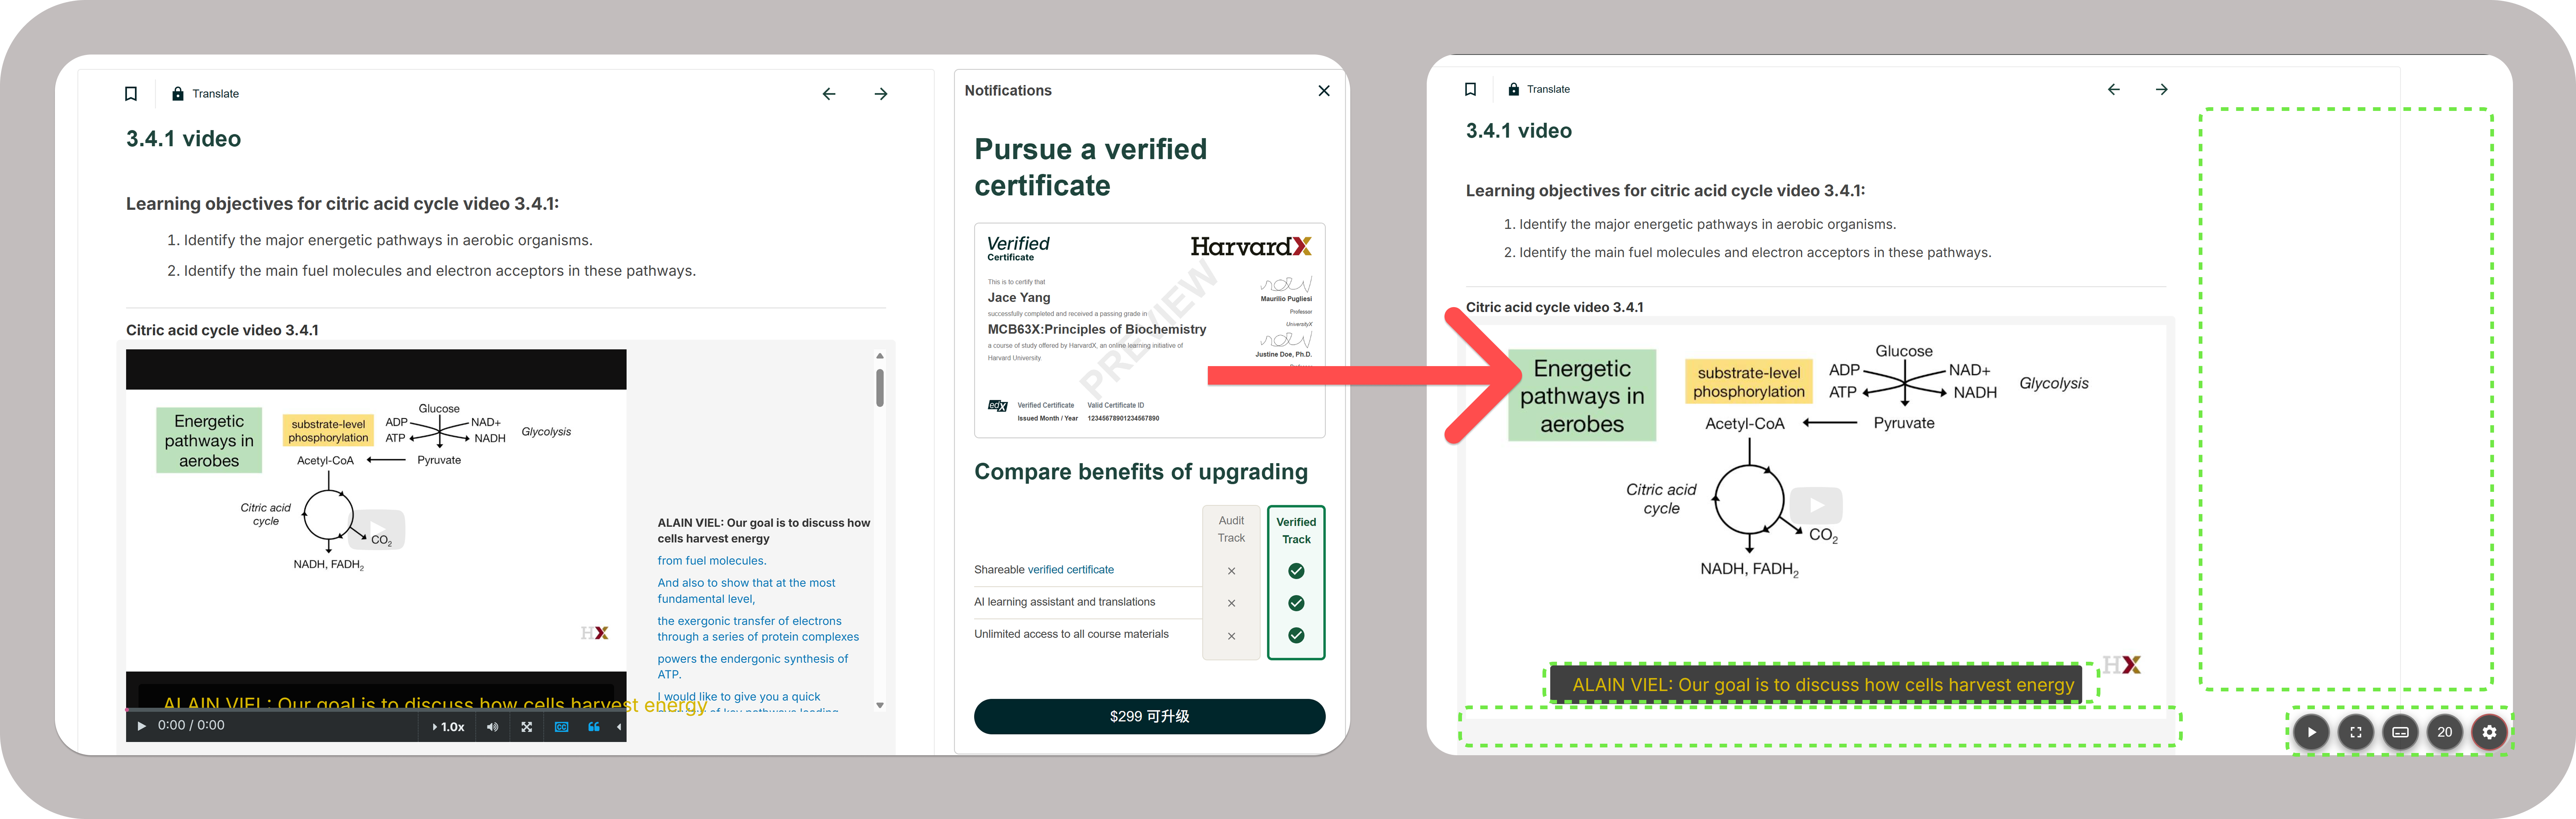 Translate
3.4.1 video
Learning objectives for citric acid cycle video 3.4.1:
1. Identify the major energetic pathways in aerobic organisms.
2. Identify the main fuel molecules and electron acceptors in these pathways.
Citric acid cycle video 3.4.1
Energetic
pathways in
aerobes
substrate-level
phosphorylation
Glucose
ADP
NAD+
ATP
NADH
Glycolysis
Acetyl-CoA
Pyruvate
Citric acid
cycle
CO₂
NADH, FADH₂
HX
ALAIN VIEL: Our goal is to discuss how cells harvest energy
0:00 / 0:00
1.0x
CC
ALAIN VIEL: Our goal is to discuss how
cells harvest energy
from fuel molecules.
And also to show that at the most
fundamental level,
the exergonic transfer of electrons
through a series of protein complexes
powers the endergonic synthesis of
ATP.
I would like to give you a quick
Notifications
Pursue a verified
certificate
Verified
Certificate
HarvardX
This is to certify that
Jace Yang
successfully completed and received a passing grade in
MCB63X:Principles of Biochemistry
a course of study offered by HarvardX, an online learning initiative of
Harvard University
PREVIEW
Maurilio Pugliesi
Professor
UniversityX
Justine Doe, Ph.D.
edX
Verified Certificate
Issued Month / Year
Valid Certificate ID
12345678901234567890
Compare benefits of upgrading
Audit
Track
Verified
Track
Shareable verified certificate
AI learning assistant and translations
Unlimited access to all course materials
$299 可升级
Translate
3.4.1 video
Learning objectives for citric acid cycle video 3.4.1:
1. Identify the major energetic pathways in aerobic organisms.
2. Identify the main fuel molecules and electron acceptors in these pathways.
Citric acid cycle video 3.4.1
Energetic
pathways in
aerobes
substrate-level
phosphorylation
Glucose
ADP
NAD+
ATP
NADH
Glycolysis
Acetyl-CoA
Pyruvate
Citric acid
cycle
CO₂
NADH, FADH₂
HX
ALAIN VIEL: Our goal is to discuss how cells harvest energy
20